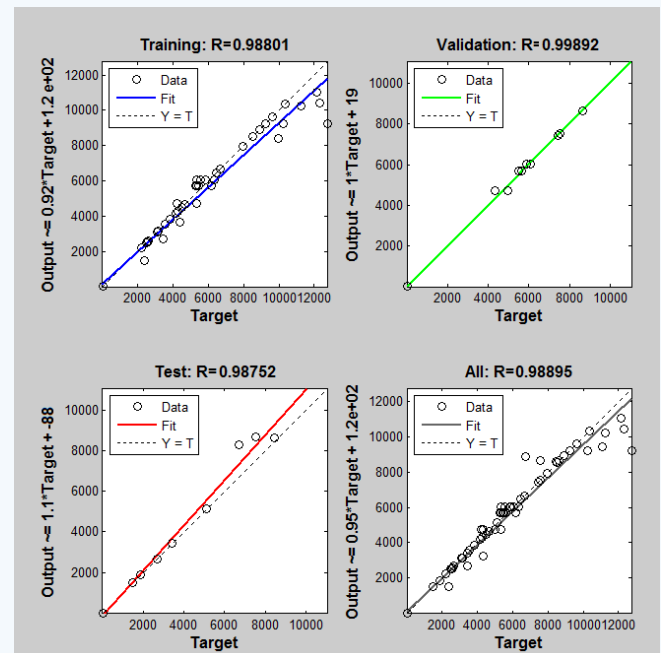 Training: R=0.98801
Output ~= 0.92*Target + 1.2e+02
12000
10000
8000
6000
4000
2000
Data
Fit
Y = T
2000 4000 6000 8000 10000 12000
Target
Validation: R=0.99892
Output ~= 1*Target + 19
10000
8000
6000
4000
2000
Data
Fit
Y = T
2000 4000 6000 8000 10000
Target
Test: R=0.98752
Output ~= 1.1*Target + -88
10000
8000
6000
4000
2000
Data
Fit
Y = T
2000 4000 6000 8000 10000
Target
All: R=0.98895
Output ~= 0.95*Target + 1.2e+02
12000
10000
8000
6000
4000
2000
Data
Fit
Y = T
2000 4000 6000 8000 10000 12000
Target